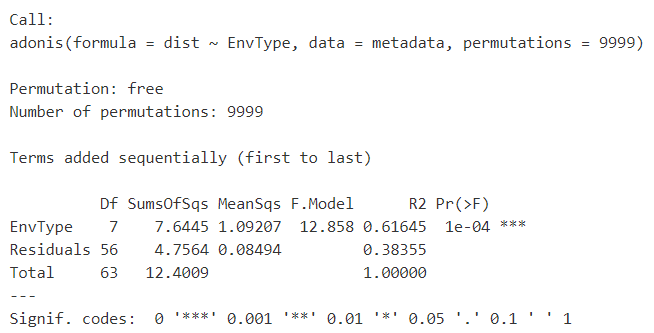 Call:
adonis(formula = dist ~ EnvType, data = metadata, permutations = 9999)
Permutation: free
Number of permutations: 9999
Terms added sequentially (first to last)
Df SumsOfSqs MeanSqs F.Model R2 Pr(>F)
EnvType 7 7.6445 1.09207 12.858 0.61645 1e-04 ***
Residuals 56 4.7564 0.08494 0.38355
Total 63 12.4009 1.00000
---
Signif. codes: 0 '***' 0.001 '**' 0.01 '*' 0.05 '.' 0.1 ' ' 1